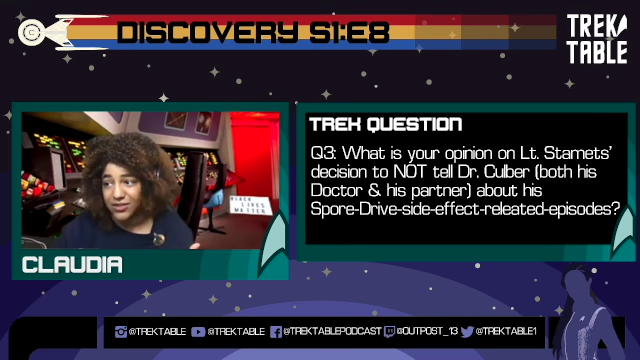 DISCOVERY S1:E8
TREK
TABLE
TREK QUESTION
Q3: What is your opinion on Lt. Stamets'
decision to NOT tell Dr. Culber (both his
Doctor & his partner) about his
Spore-Drive-side-effect-releated-episodes?
BLACK
LIVES
MATTER
CLAUDIA
@TREKTABLE @TREKTABLE @TREKTABLEPODCAST @OUTPOST_13 @TREKTABLE1